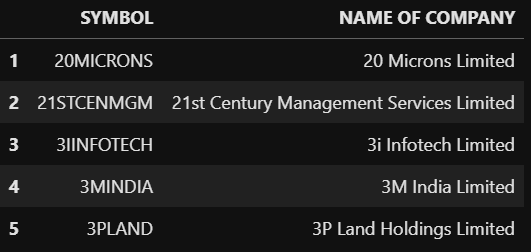 SYMBOL NAME OF COMPANY
1 20MICRONS 20 Microns Limited
2 21STCENMGM 21st Century Management Services Limited
3 3IINFOTECH 3i Infotech Limited
4 3MINDIA 3M India Limited
5 3PLAND 3P Land Holdings Limited